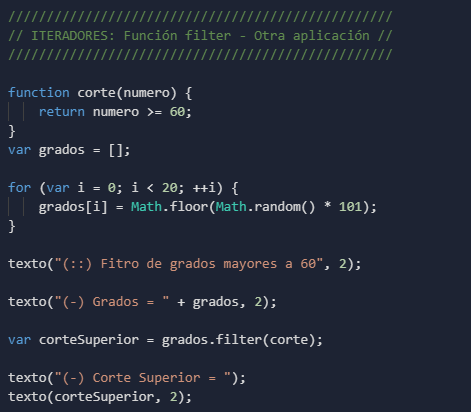 //////////////////////////////////////////////////
// ITERADORES: Función filter - Otra aplicación //
//////////////////////////////////////////////////
function corte(numero) {
return numero >= 60;
}
var grados = [];
for (var i = 0; i < 20; ++i) {
grados[i] = Math.floor(Math.random() * 101);
}
texto("(::) Fitro de grados mayores a 60", 2);
texto("(-) Grados = " + grados, 2);
var corteSuperior = grados.filter(corte);
texto("(-) Corte Superior = ");
texto(corteSuperior, 2);